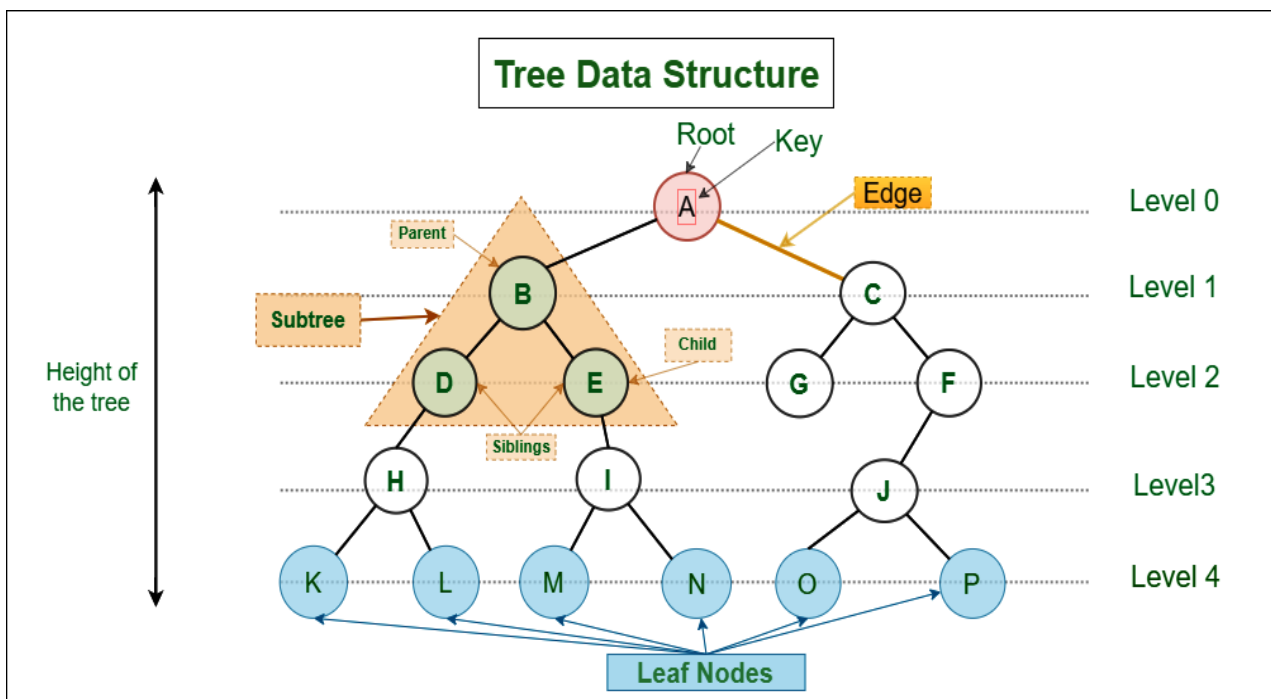 Tree Data Structure
Root
Key
A
Edge
Level 0
Parent
B
C
Level 1
Subtree
Child
D
E
G
F
Level 2
Height of
the tree
Siblings
H
I
J
Level3
K
L
M
N
O
P
Level 4
Leaf Nodes